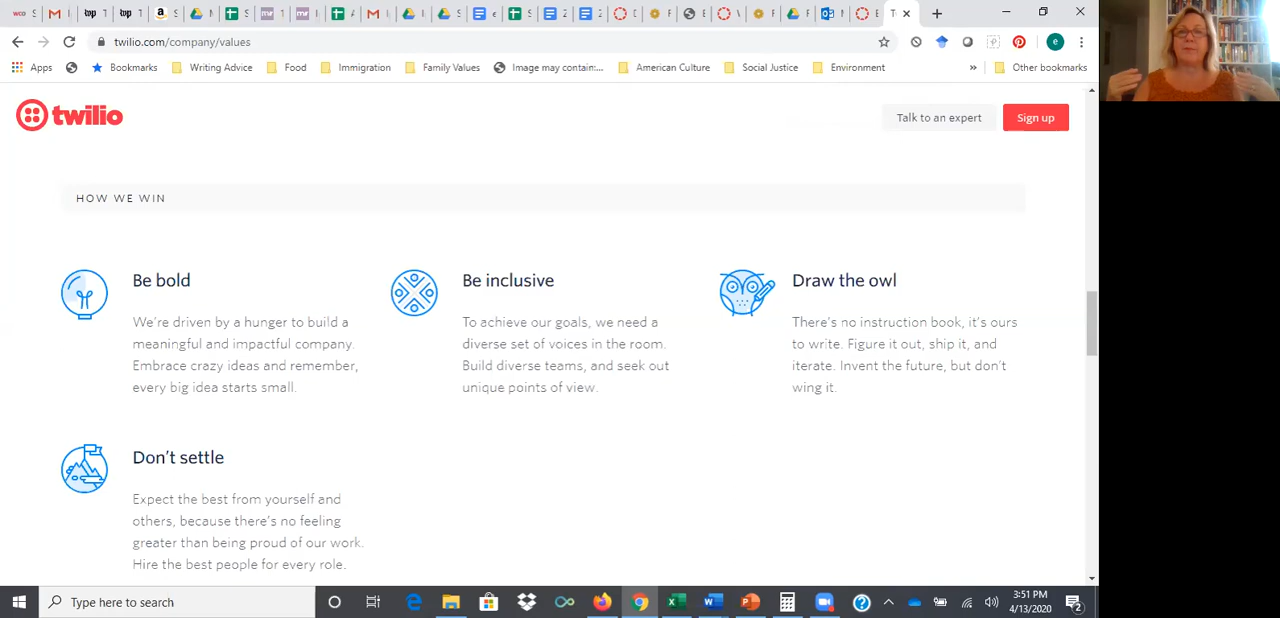 twilio.com/company/values
Apps Bookmarks Writing Advice Food Immigration Family Values Image may contain:... American Culture Social Justice Environment » Other bookmarks
twilio
Talk to an expert Sign up
HOW WE WIN
Be bold
We're driven by a hunger to build a
meaningful and impactful company.
Embrace crazy ideas and remember,
every big idea starts small.
Be inclusive
To achieve our goals, we need a
diverse set of voices in the room.
Build diverse teams, and seek out
unique points of view.
Draw the owl
There's no instruction book, it's ours
to write. Figure it out, ship it, and
iterate. Invent the future, but don't
wing it.
Don't settle
Expect the best from yourself and
others, because there's no feeling
greater than being proud of our work.
Hire the best people for every role.
Type here to search
3:51 PM
4/13/2020
2